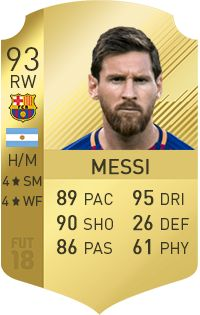 93
RW
H/M
4★SM
4★WF
MESSI
89 PAC 95 DRI
90 SHO 26 DEF
86 PAS 61 PHY
FUT
18